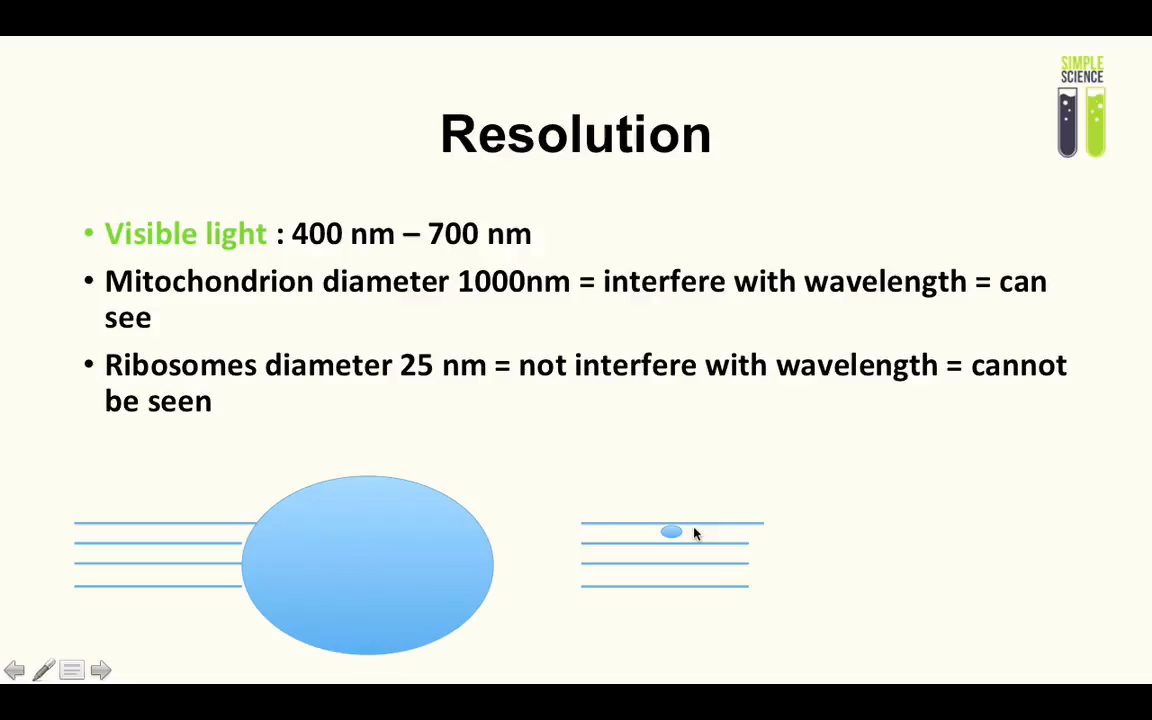 SIMPLE
SCIENCE
Resolution
• Visible light : 400 nm – 700 nm
• Mitochondrion diameter 1000nm = interfere with wavelength = can
see
• Ribosomes diameter 25 nm = not interfere with wavelength = cannot
be seen